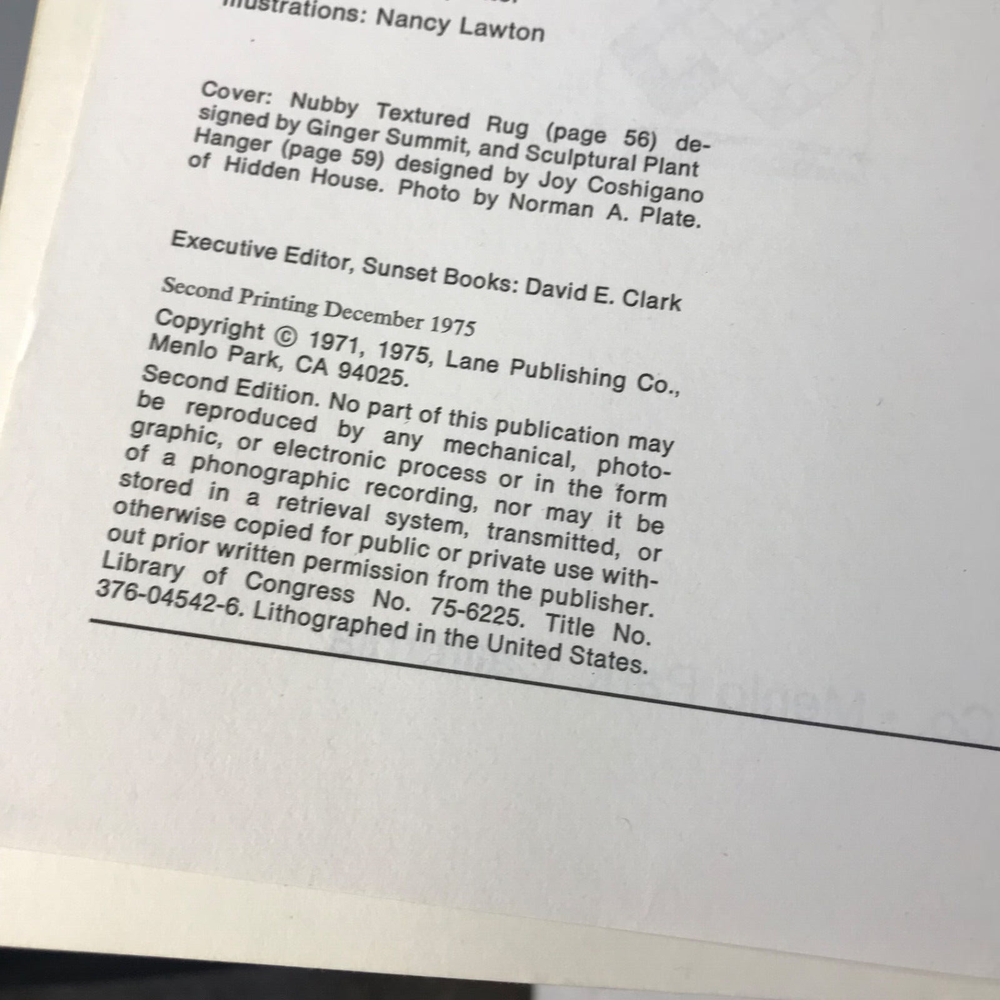 Illustrations: Nancy Lawton
Cover: Nubby Textured Rug (page 56) de-
signed by Ginger Summit, and Sculptural Plant
Hanger (page 59) designed by Joy Coshigano
of Hidden House. Photo by Norman A. Plate.
Executive Editor, Sunset Books: David E. Clark
Second Printing December 1975
Copyright © 1971, 1975, Lane Publishing Co.,
Menlo Park, CA 94025.
Second Edition. No part of this publication may
be reproduced by any mechanical, photo-
graphic, or electronic process or in the form
of a phonographic recording, nor may it be
stored in a retrieval system, transmitted, or
otherwise copied for public or private use with-
out prior written permission from the publisher.
Library of Congress No. 75-6225. Title No.
376-04542-6. Lithographed in the United States.